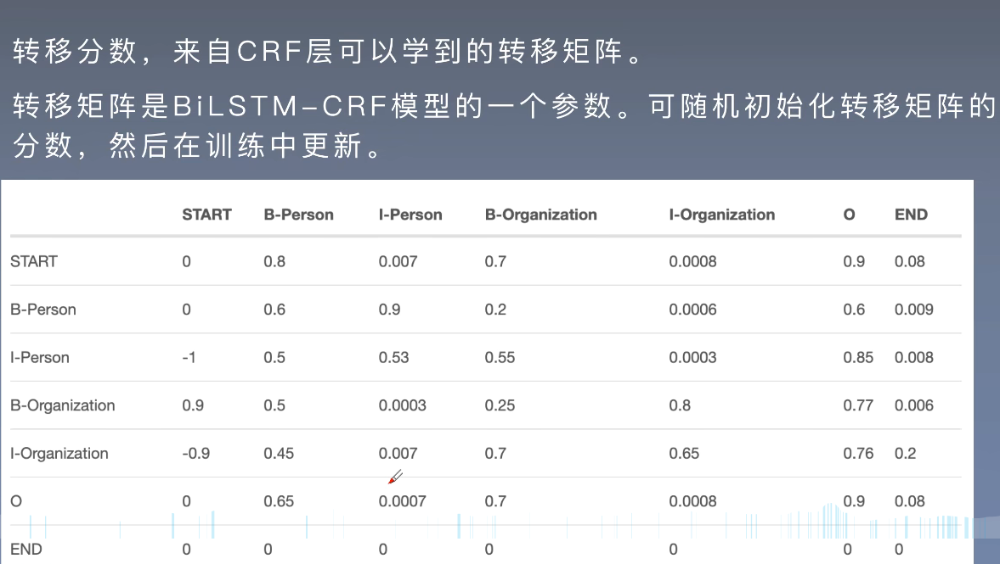 转移分数，来自CRF层可以学到的转移矩阵。
转移矩阵是BiLSTM-CRF模型的一个参数。可随机初始化转移矩阵的
分数，然后在训练中更新。
START B-Person I-Person B-Organization I-Organization O END
START 0 0.8 0.007 0.7 0.0008 0.9 0.08
B-Person 0 0.6 0.9 0.2 0.0006 0.6 0.009
I-Person -1 0.5 0.53 0.55 0.0003 0.85 0.008
B-Organization 0.9 0.5 0.0003 0.25 0.8 0.77 0.006
I-Organization -0.9 0.45 0.007 0.7 0.65 0.76 0.2
O 0 0.65 0.0007 0.7 0.0008 0.9 0.08
END 0 0 0 0 0 0 0